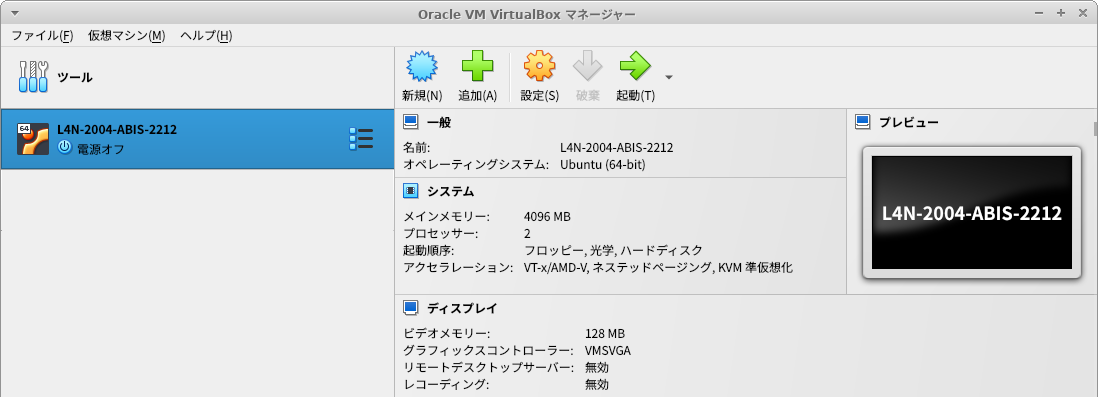 Oracle VM VirtualBox マネージャー
ファイル(F) 仮想マシン(M) ヘルプ(H)
ツール
新規(N) 追加(A) 設定(S) 破棄 起動(T)
64
L4N-2004-ABIS-2212
電源オフ
一般
名前: L4N-2004-ABIS-2212
オペレーティングシステム: Ubuntu (64-bit)
システム
メインメモリー: 4096 MB
プロセッサー: 2
起動順序: フロッピー, 光学, ハードディスク
アクセラレーション: VT-x/AMD-V, ネステッドページング, KVM 準仮想化
プレビュー
L4N-2004-ABIS-2212
ディスプレイ
ビデオメモリー: 128 MB
グラフィックスコントローラー: VMSVGA
リモートデスクトップサーバー: 無効
レコーディング: 無効